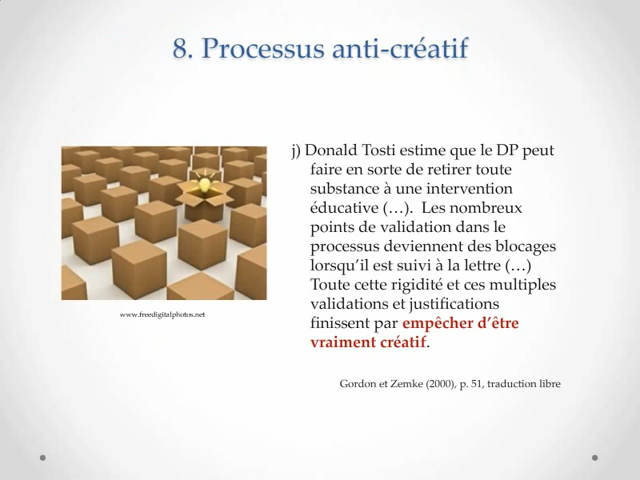 8. Processus anti-créatif
j) Donald Tosti estime que le DP peut
faire en sorte de retirer toute
substance à une intervention
éducative (…). Les nombreux
points de validation dans le
processus deviennent des blocages
lorsqu’il est suivi à la lettre (…)
Toute cette rigidité et ces multiples
validations et justifications
finissent par empêcher d’être
vraiment créatif.
www.freedigitalphotos.net
Gordon et Zemke (2000), p. 51, traduction libre